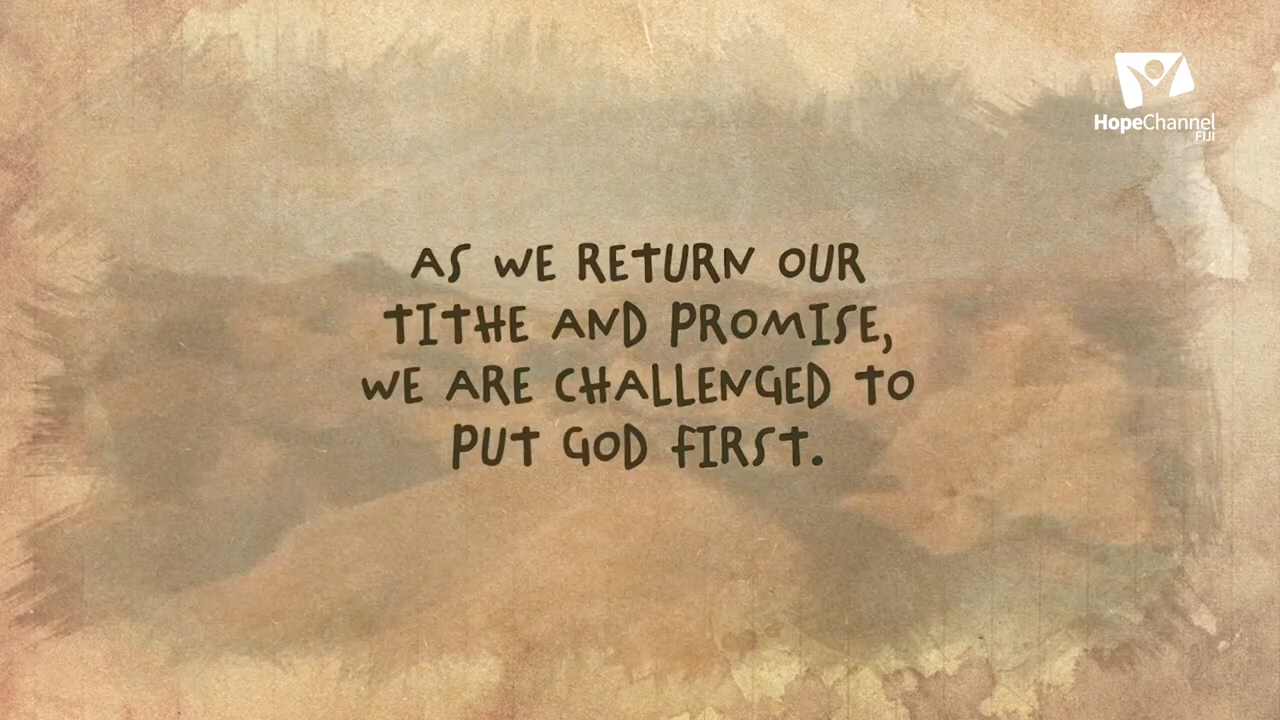 HopeChannel
FIJI
AS WE RETURN OUR
TITHE AND PROMISE,
WE ARE CHALLENGED TO
PUT GOD FIRST.